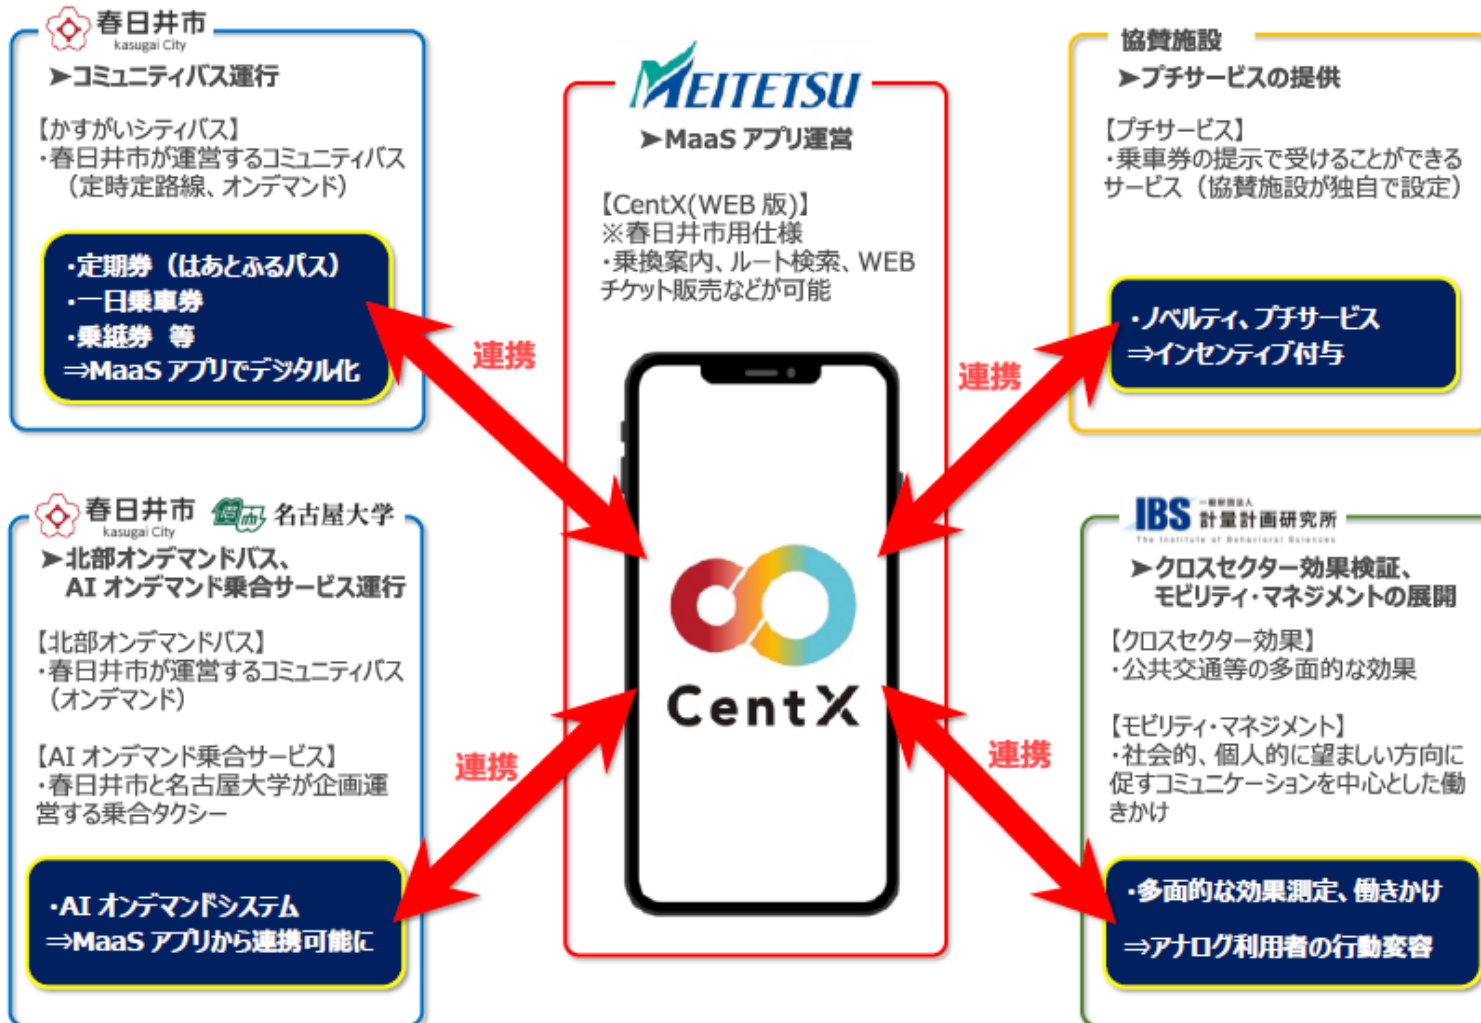 春日井市
kasugai City
➤コミュニティバス運行
【かすがいシティバス】
・春日井市が運営するコミュニティバス
（定時定路線、オンデマンド）
・定期券（はあとふるパス）
・一日乗車券
・乗継券 等
⇒MaaS アプリでデジタル化
連携
MEITETSU
➤MaaS アプリ運営
【CentX(WEB 版)】
※春日井市用仕様
・乗換案内、ルート検索、WEB
チケット販売などが可能
CentX
協賛施設
➤プチサービスの提供
【プチサービス】
・乗車券の提示で受けることができる
サービス（協賛施設が独自で設定）
・ノベルティ、プチサービス
⇒インセンティブ付与
連携
春日井市
kasugai City
名古屋大学
➤北部オンデマンドバス、
AI オンデマンド乗合サービス運行
【北部オンデマンドバス】
・春日井市が運営するコミュニティバス
（オンデマンド）
【AI オンデマンド乗合サービス】
・春日井市と名古屋大学が企画運
営する乗合タクシー
・AI オンデマンドシステム
⇒MaaS アプリから連携可能に
連携
IBS
一般財団法人
計量計画研究所
The Institute of Behavioral Sciences
➤クロスセクター効果検証、
モビリティ・マネジメントの展開
【クロスセクター効果】
・公共交通等の多面的な効果
【モビリティ・マネジメント】
・社会的、個人的に望ましい方向に
促すコミュニケーションを中心とした働
きかけ
・多面的な効果測定、働きかけ
⇒アナログ利用者の行動変容
連携